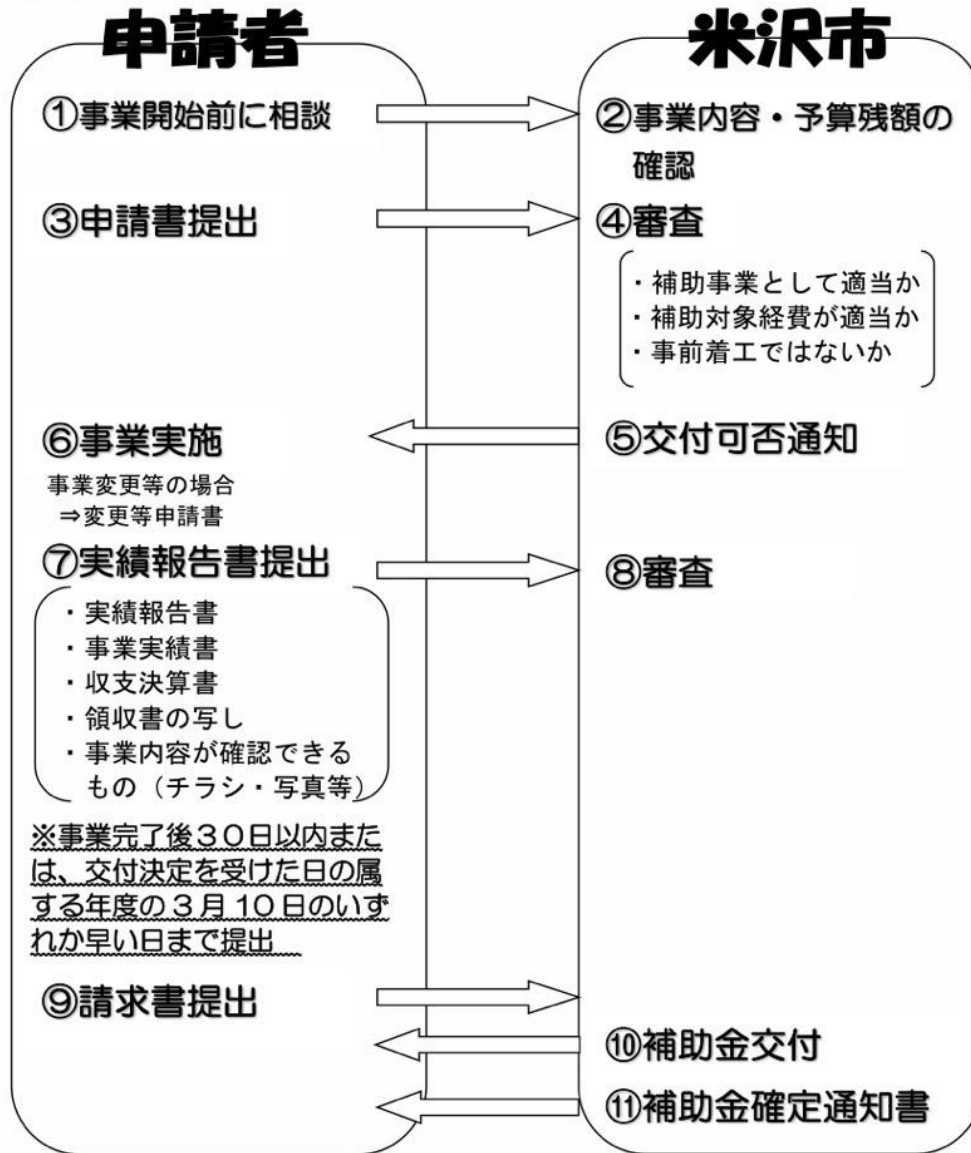 申請者
米沢市
①事業開始前に相談
②事業内容・予算残額の
確認
③申請書提出
④審査
・補助事業として適当か
・補助対象経費が適当か
・事前着工ではないか
⑥事業実施
⑤交付可否通知
事業変更等の場合
⇒変更等申請書
⑦実績報告書提出
⑧審査
・実績報告書
・事業実績書
・収支決算書
・領収書の写し
・事業内容が確認できる
もの（チラシ・写真等）
※事業完了後３０日以内また
は、交付決定を受けた日の属
する年度の３月１０日のいず
れか早い日まで提出
⑨請求書提出
⑩補助金交付
⑪補助金確定通知書